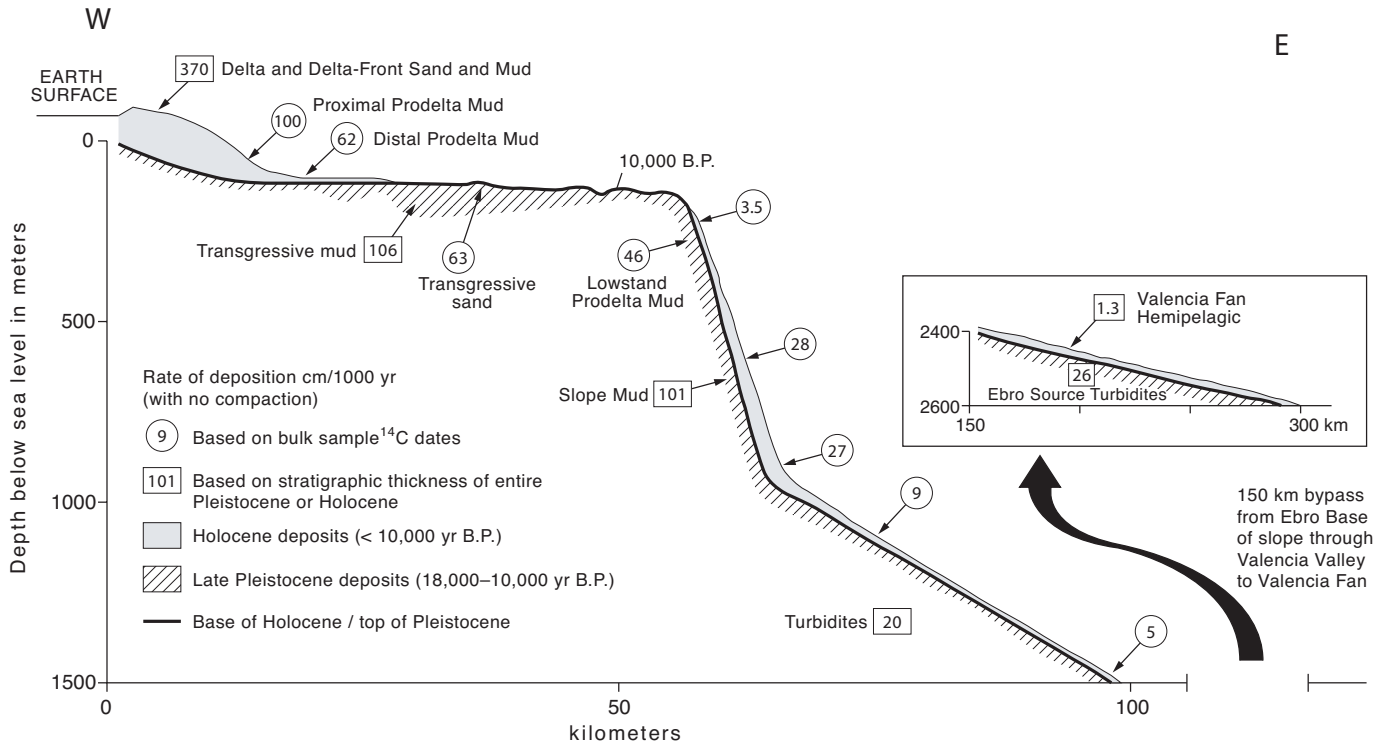 W
E
EARTH
SURFACE
370 Delta and Delta-Front Sand and Mud
100
Proximal Prodelta Mud
62 Distal Prodelta Mud
10,000 B.P.
3.5
Transgressive mud 106
63
Transgressive
sand
46
Lowstand
Prodelta Mud
28
Slope Mud 101
27
9
Turbidites 20
5
Depth below sea level in meters
0
500
1000
1500
0
50
100
kilometers
Rate of deposition cm/1000 yr
(with no compaction)
9 Based on bulk sample ¹⁴C dates
101 Based on stratigraphic thickness of entire
Pleistocene or Holocene
Holocene deposits (< 10,000 yr B.P.)
Late Pleistocene deposits (18,000–10,000 yr B.P.)
Base of Holocene / top of Pleistocene
1.3
Valencia Fan
Hemipelagic
2400
26
Ebro Source Turbidites
2600
150
300 km
150 km bypass
from Ebro Base
of slope through
Valencia Valley
to Valencia Fan